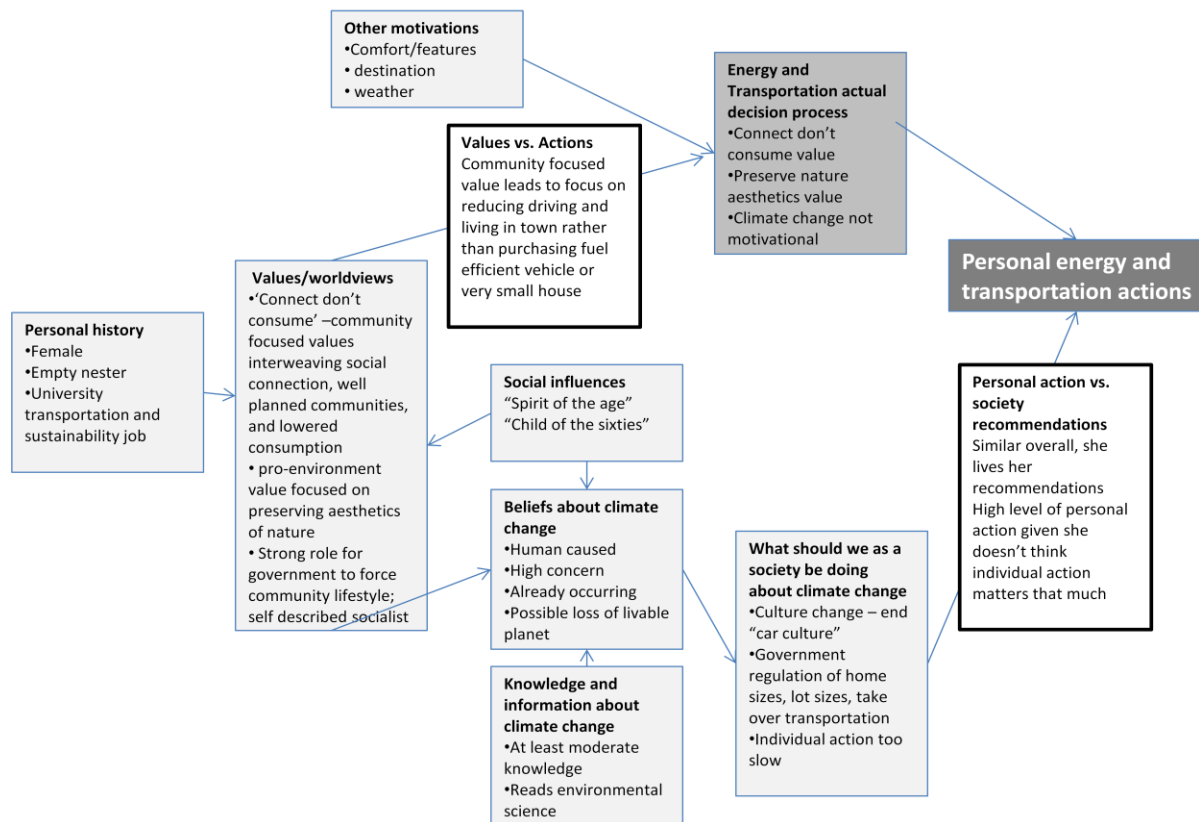 Other motivations
•Comfort/features
• destination
• weather
Energy and
Transportation actual
decision process
•Connect don’t
consume value
•Preserve nature
aesthetics value
•Climate change not
motivational
Values vs. Actions
Community focused
value leads to focus on
reducing driving and
living in town rather
than purchasing fuel
efficient vehicle or
very small house
Personal energy and
transportation actions
Values/worldviews
•‘Connect don’t
consume’ –community
focused values
interweaving social
connection, well
planned communities,
and lowered
consumption
• pro-environment
value focused on
preserving aesthetics
of nature
• Strong role for
government to force
community lifestyle;
self described socialist
Personal history
•Female
•Empty nester
•University
transportation and
sustainability job
Social influences
“Spirit of the age”
“Child of the sixties”
Personal action vs.
society
recommendations
Similar overall, she
lives her
recommendations
High level of personal
action given she
doesn’t think
individual action
matters that much
Beliefs about climate
change
•Human caused
•High concern
•Already occurring
•Possible loss of livable
planet
What should we as a
society be doing
about climate change
•Culture change – end
“car culture”
•Government
regulation of home
sizes, lot sizes, take
over transportation
•Individual action too
slow
Knowledge and
information about
climate change
•At least moderate
knowledge
•Reads environmental
science